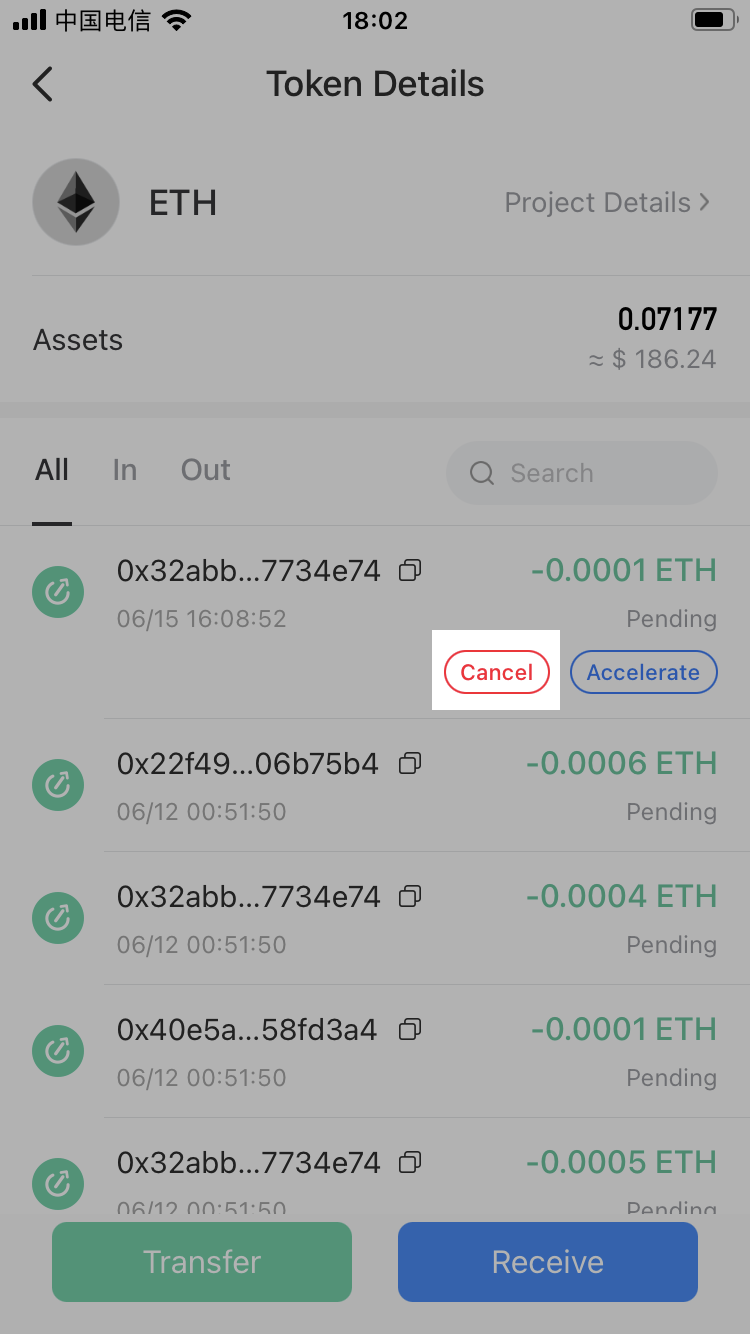 中国电信 18:02
Token Details
ETH Project Details >
Assets 0.07177
≈ $ 186.24
All In Out Search
0x32abb...7734e74 -0.0001 ETH
06/15 16:08:52 Pending
Cancel Accelerate
0x22f49...06b75b4 -0.0006 ETH
06/12 00:51:50 Pending
0x32abb...7734e74 -0.0004 ETH
06/12 00:51:50 Pending
0x40e5a...58fd3a4 -0.0001 ETH
06/12 00:51:50 Pending
0x32abb...7734e74 -0.0005 ETH
06/12 00:51:50 Pending
Transfer Receive